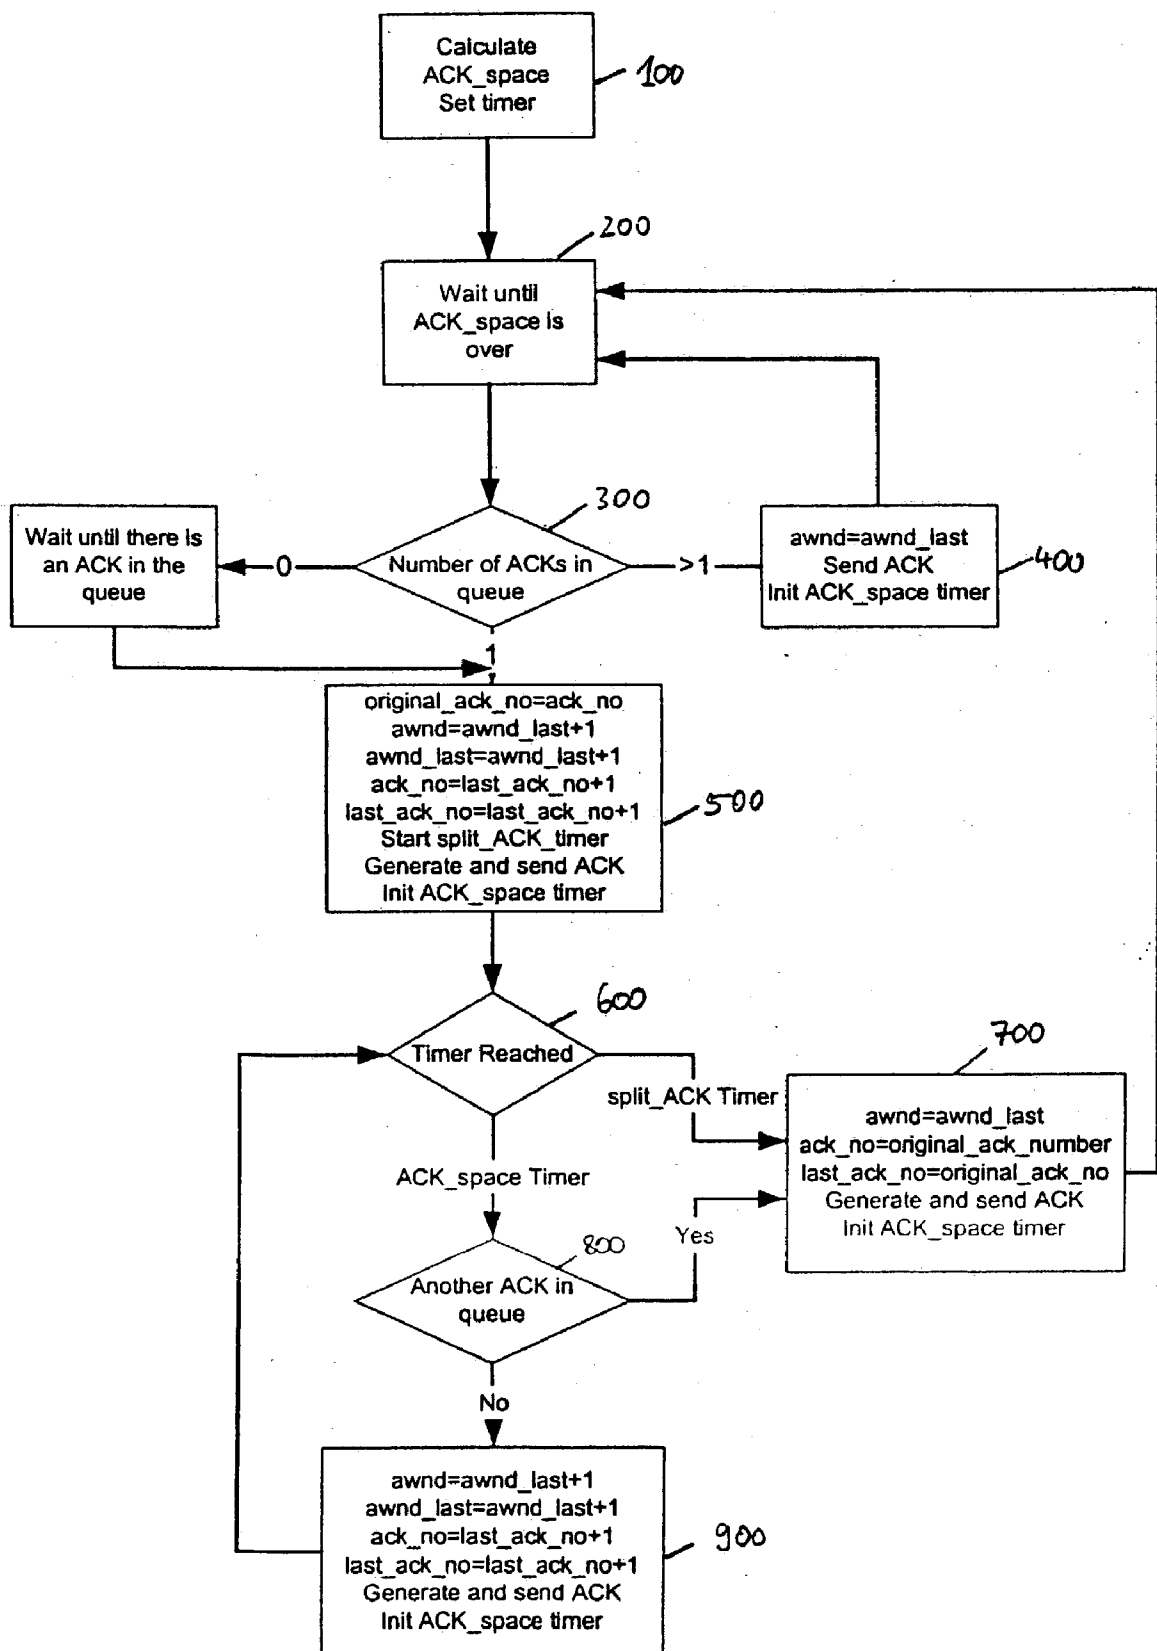 Calculate
ACK_space
Set timer
100
200
Wait until
ACK_space is
over
300
Wait until there is
an ACK in the
queue
0
Number of ACKs in
queue
>1
awnd=awnd_last
Send ACK
Init ACK_space timer
400
1
original_ack_no=ack_no
awnd=awnd_last+1
awnd_last=awnd_last+1
ack_no=last_ack_no+1
last_ack_no=last_ack_no+1
Start split_ACK_timer
Generate and send ACK
Init ACK_space timer
500
600
Timer Reached
split_ACK Timer
700
awnd=awnd_last
ack_no=original_ack_number
last_ack_no=original_ack_no
Generate and send ACK
Init ACK_space timer
ACK_space Timer
800
Another ACK in
queue
Yes
No
awnd=awnd_last+1
awnd_last=awnd_last+1
ack_no=last_ack_no+1
last_ack_no=last_ack_no+1
Generate and send ACK
Init ACK_space timer
900